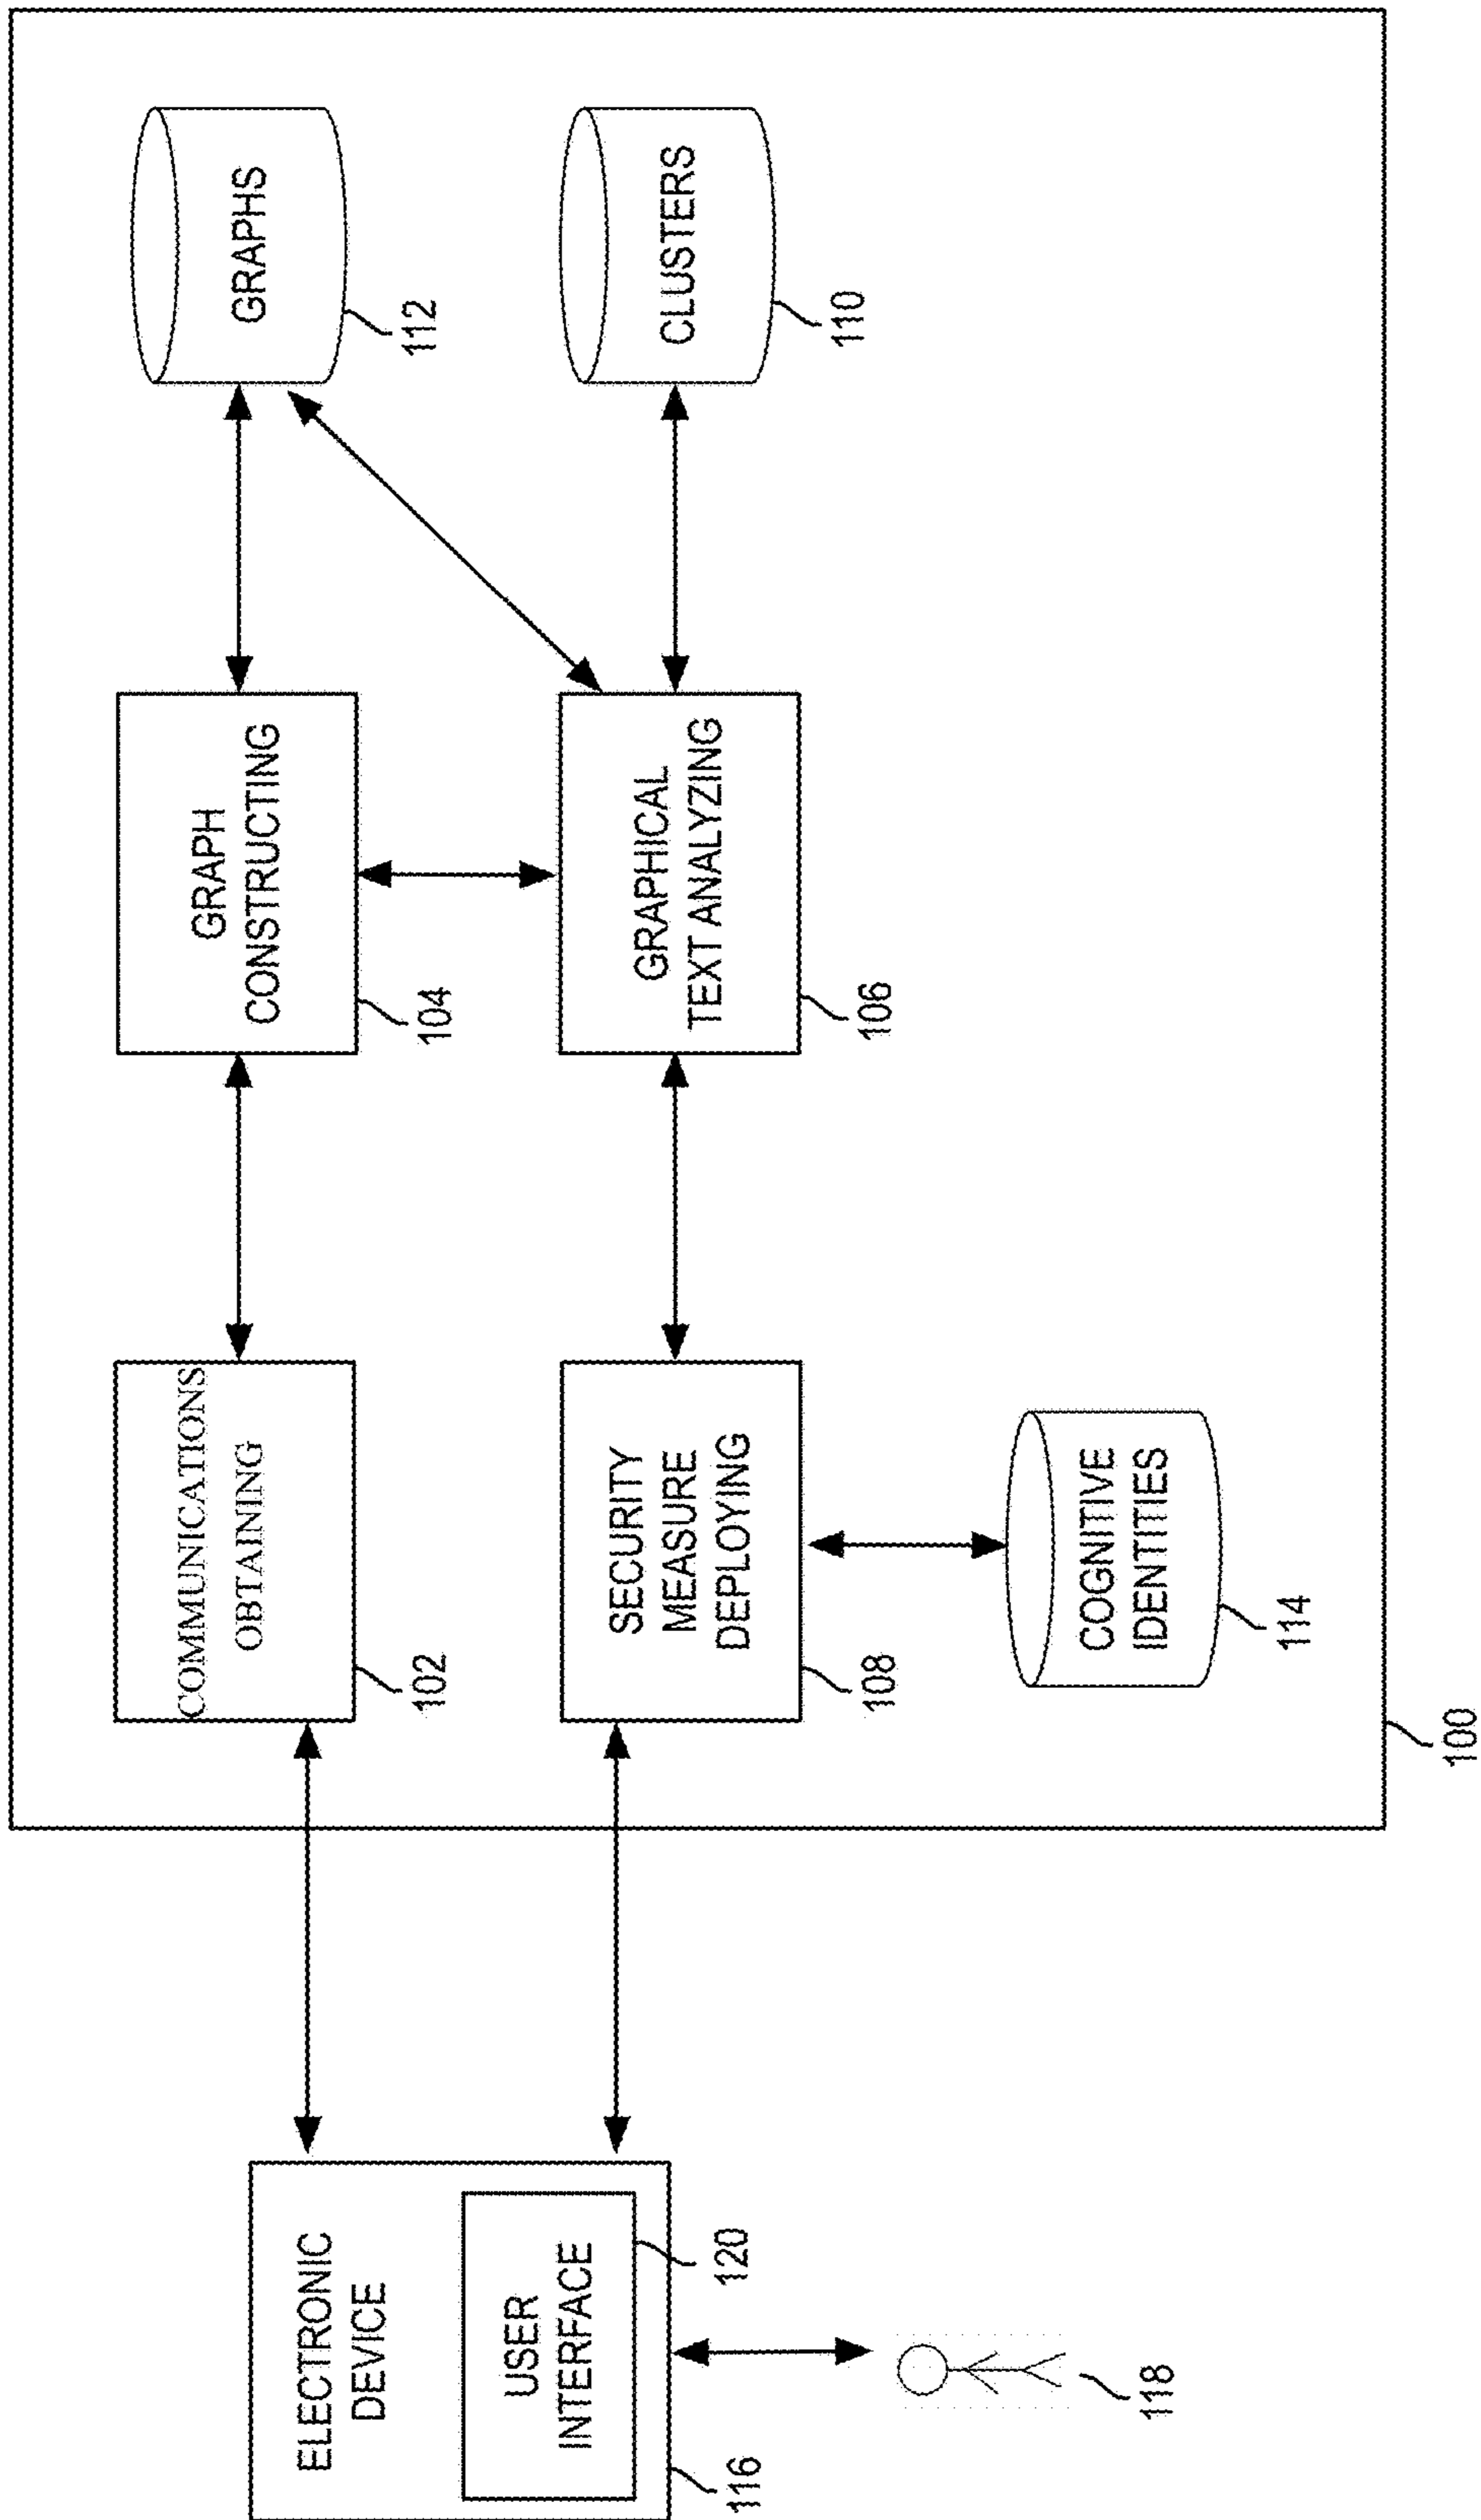 ELECTRONIC
DEVICE
USER
INTERFACE
120
116
118
COMMUNICATIONS
OBTAINING
102
GRAPH
CONSTRUCTING
104
GRAPHS
112
SECURITY
MEASURE
DEPLOYING
108
GRAPHICAL
TEXT ANALYZING
106
CLUSTERS
110
COGNITIVE
IDENTITIES
114
100